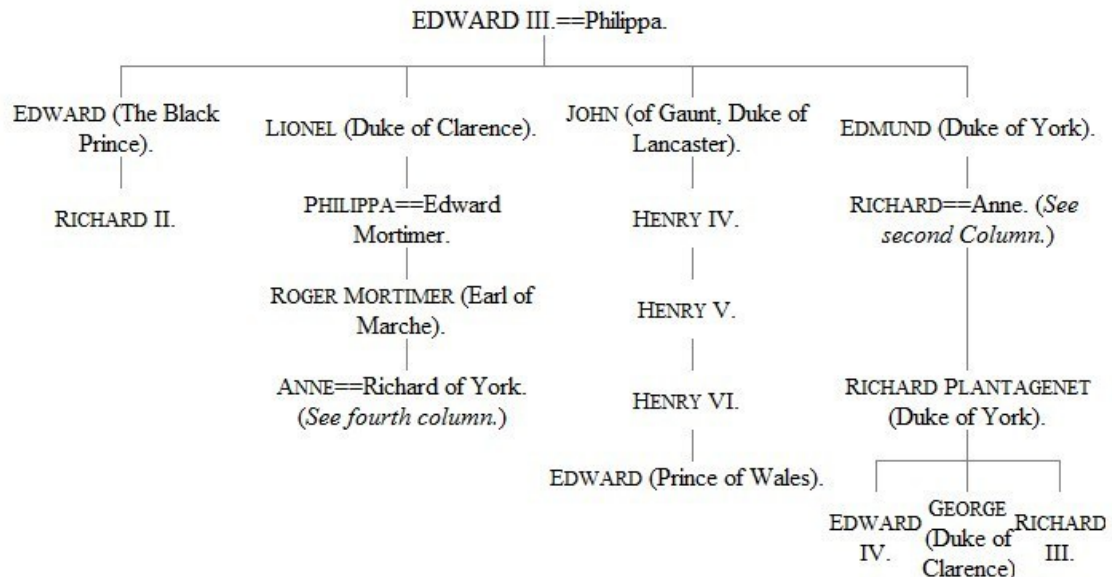 EDWARD III.==Philippa.
EDWARD (The Black
Prince).
LIONEL (Duke of Clarence).
JOHN (of Gaunt, Duke of
Lancaster).
EDMUND (Duke of York).
RICHARD II.
PHILIPPA==Edward
Mortimer.
HENRY IV.
RICHARD==Anne. (See
second Column.)
ROGER MORTIMER (Earl of
Marche).
HENRY V.
ANNE==Richard of York.
(See fourth column.)
HENRY VI.
RICHARD PLANTAGENET
(Duke of York).
EDWARD (Prince of Wales).
EDWARD
IV.
GEORGE
(Duke of
Clarence)
RICHARD
III.